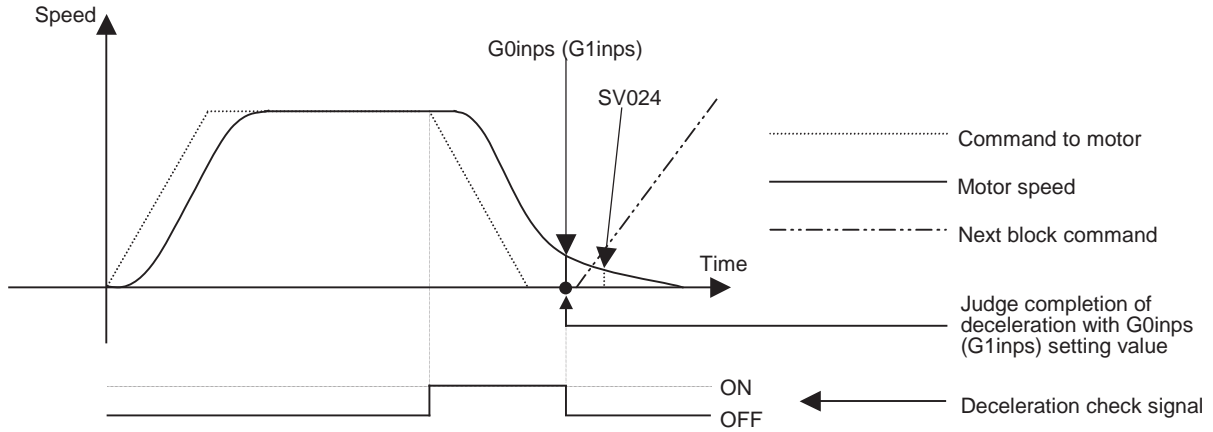 Speed
G0inps (G1inps)
SV024
Command to motor
Motor speed
Next block command
Time
Judge completion of
deceleration with G0inps
(G1inps) setting value
ON
OFF
Deceleration check signal